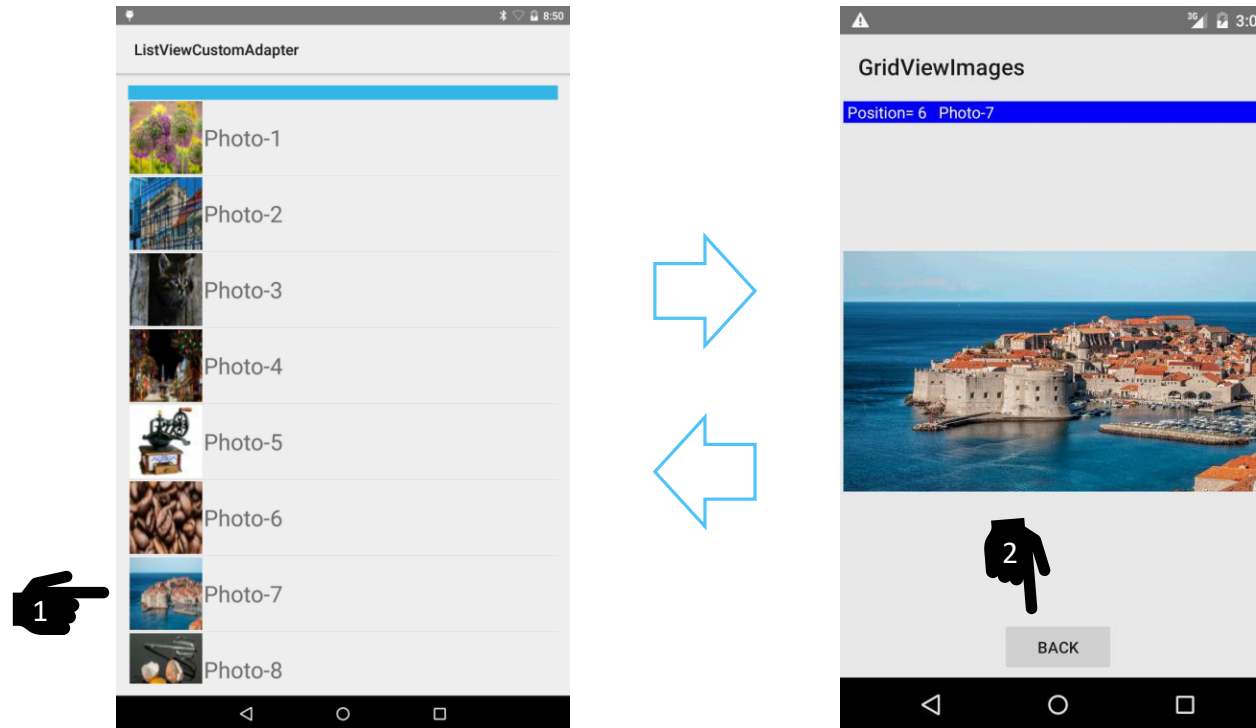 8:50
ListViewCustomAdapter
Photo-1
Photo-2
Photo-3
Photo-4
Photo-5
Photo-6
Photo-7
Photo-8
1
3G 3:0
GridViewImages
Position= 6 Photo-7
2
BACK